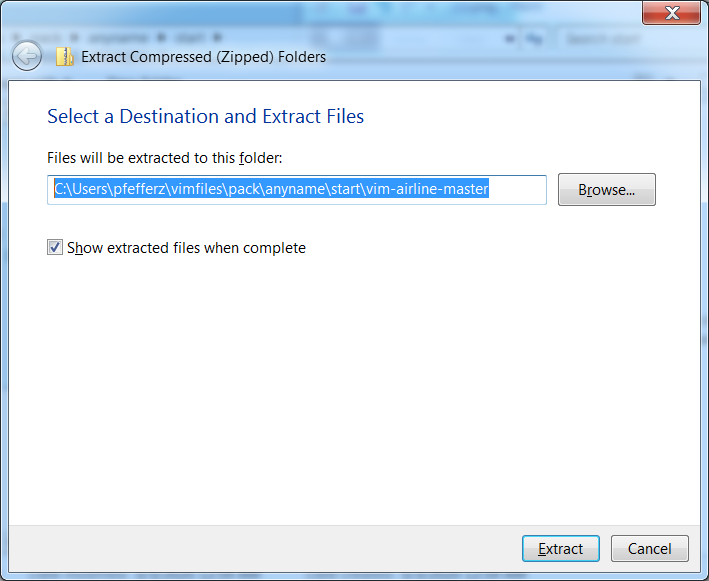 Extract Compressed (Zipped) Folders
Select a Destination and Extract Files
Files will be extracted to this folder:
C:\Users\pfefferz\vimfiles\pack\anyname\start\vim-airline-master
Browse...
Show extracted files when complete
Extract
Cancel